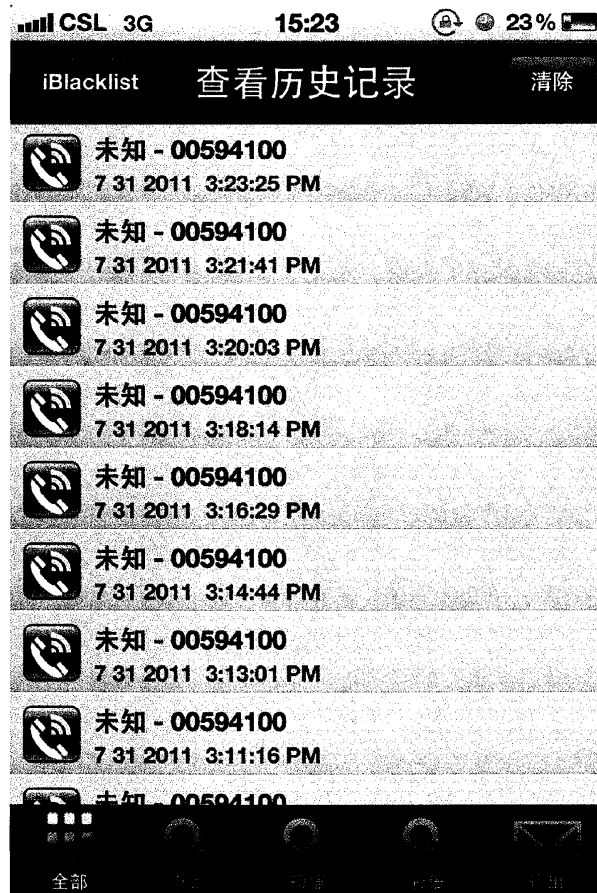 CSL 3G 15:23 23%
iBlacklist 查看历史记录 清除
未知 - 00594100
7 31 2011 3:23:25 PM
未知 - 00594100
7 31 2011 3:21:41 PM
未知 - 00594100
7 31 2011 3:20:03 PM
未知 - 00594100
7 31 2011 3:18:14 PM
未知 - 00594100
7 31 2011 3:16:29 PM
未知 - 00594100
7 31 2011 3:14:44 PM
未知 - 00594100
7 31 2011 3:13:01 PM
未知 - 00594100
7 31 2011 3:11:16 PM
未知 - 00594100
全部